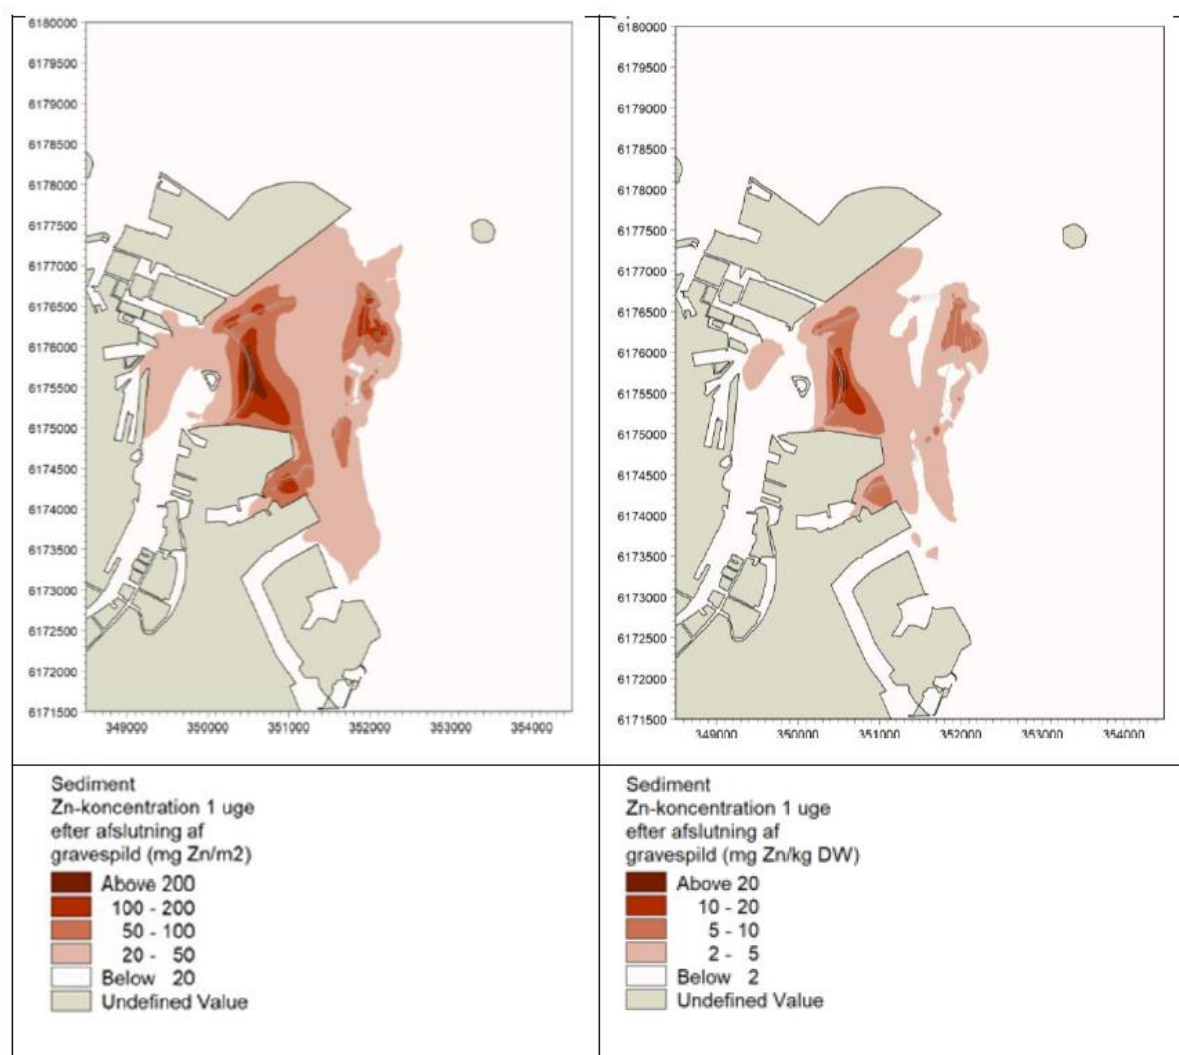 6180000
6179500
6179000
6178500
6178000
6177500
6177000
6176500
6176000
6175500
6175000
6174500
6174000
6173500
6173000
6172500
6172000
6171500
349000 350000 351000 352000 353000 354000
Sediment
Zn-koncentration 1 uge
efter afslutning af
gravespild (mg Zn/m2)
Above 200
100 - 200
50 - 100
20 - 50
Below 20
Undefined Value
6180000
6179500
6179000
6178500
6178000
6177500
6177000
6176500
6176000
6175500
6175000
6174500
6174000
6173500
6173000
6172500
6172000
6171500
349000 350000 351000 352000 353000 354000
Sediment
Zn-koncentration 1 uge
efter afslutning af
gravespild (mg Zn/kg DW)
Above 20
10 - 20
5 - 10
2 - 5
Below 2
Undefined Value